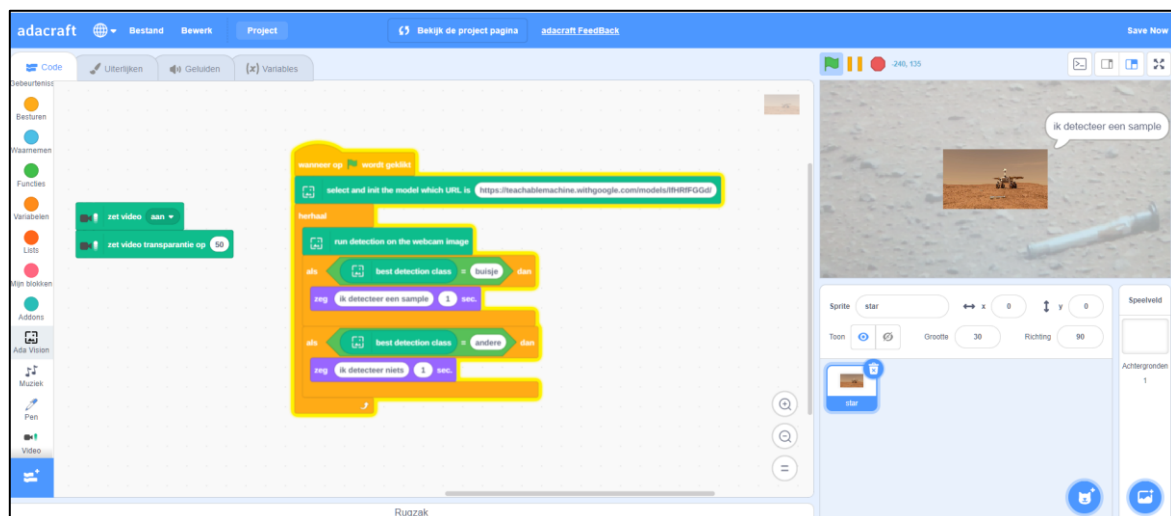 adacraft Bestand Bewerk Project Bekijk de project pagina adacraft FeedBack Save Now
Code Uiterlijken Geluiden (x) Variables
-240, 135
Gebeurteniss
Besturen
Waarnemen
Functies
Variabelen
Lists
Mijn blokken
Addons
Ada Vision
Muziek
Pen
Video
zet video aan
zet video transparantie op 50
wanneer op wordt geklikt
select and init the model which URL is https://teachablemachine.withgoogle.com/models/lfHRfFGGd/
herhaal
run detection on the webcam image
als best detection class = buisje dan
zeg ik detecteer een sample 1 sec.
als best detection class = andere dan
zeg ik detecteer niets 1 sec.
ik detecteer een sample
Sprite star x 0 y 0
Toon Grootte 30 Richting 90
star
Speelveld
Achtergronden
1
Rugzak